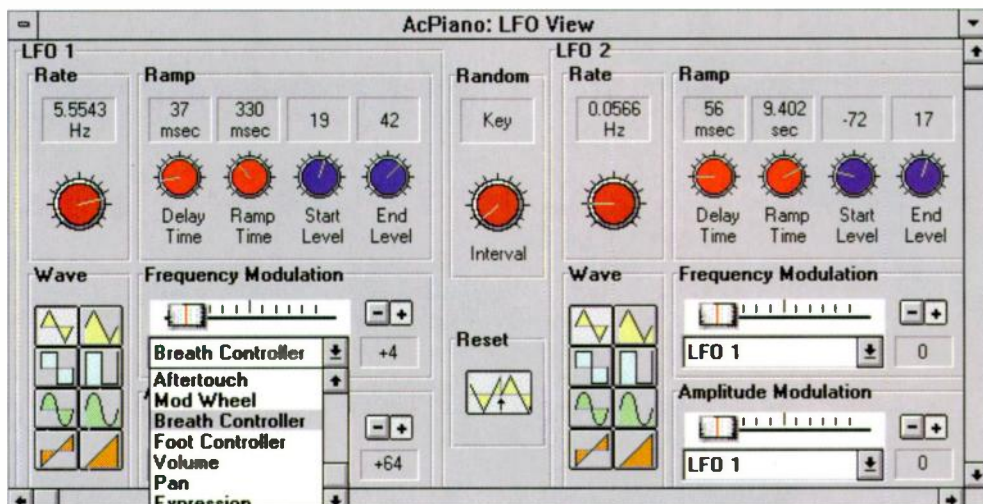 AcPiano: LFO View
LFO 1
Rate
5.5543
Hz
Ramp
37
msec
330
msec
19
42
Delay
Time
Ramp
Time
Start
Level
End
Level
Wave
Frequency Modulation
Breath Controller
+4
Aftertouch
Mod Wheel
Breath Controller
Foot Controller
Volume
Pan
Expression
A
+64
Random
Key
Interval
Reset
LFO 2
Rate
0.0566
Hz
Ramp
56
msec
9.402
sec
-72
17
Delay
Time
Ramp
Time
Start
Level
End
Level
Wave
Frequency Modulation
LFO 1
0
Amplitude Modulation
LFO 1
0